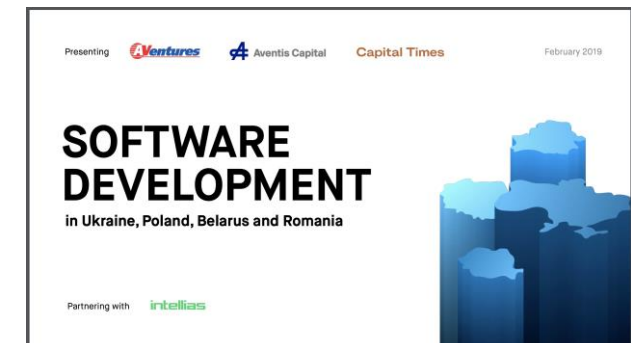 Presenting AVentures Aventis Capital Capital Times February 2019
SOFTWARE
DEVELOPMENT
in Ukraine, Poland, Belarus and Romania
Partnering with intellias